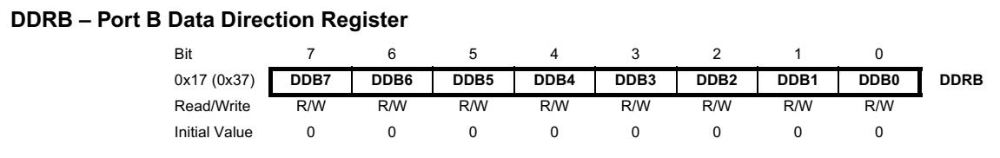 DDRB – Port B Data Direction Register
Bit 7 6 5 4 3 2 1 0
0x17 (0x37) DDB7 DDB6 DDB5 DDB4 DDB3 DDB2 DDB1 DDB0 DDRB
Read/Write R/W R/W R/W R/W R/W R/W R/W R/W
Initial Value 0 0 0 0 0 0 0 0